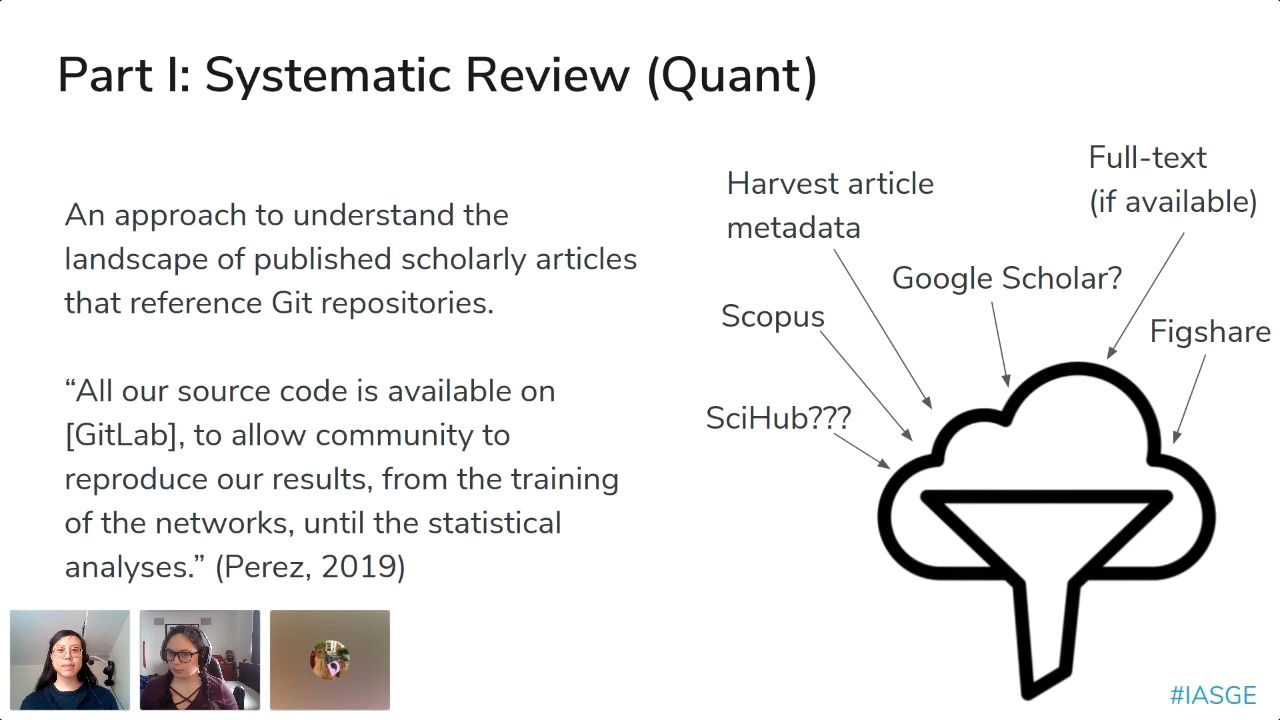 Part I: Systematic Review (Quant)
An approach to understand the
landscape of published scholarly articles
that reference Git repositories.
“All our source code is available on
[GitLab], to allow community to
reproduce our results, from the training
of the networks, until the statistical
analyses.” (Perez, 2019)
Harvest article
metadata
Full-text
(if available)
Google Scholar?
Scopus
Figshare
SciHub???
#IASGE